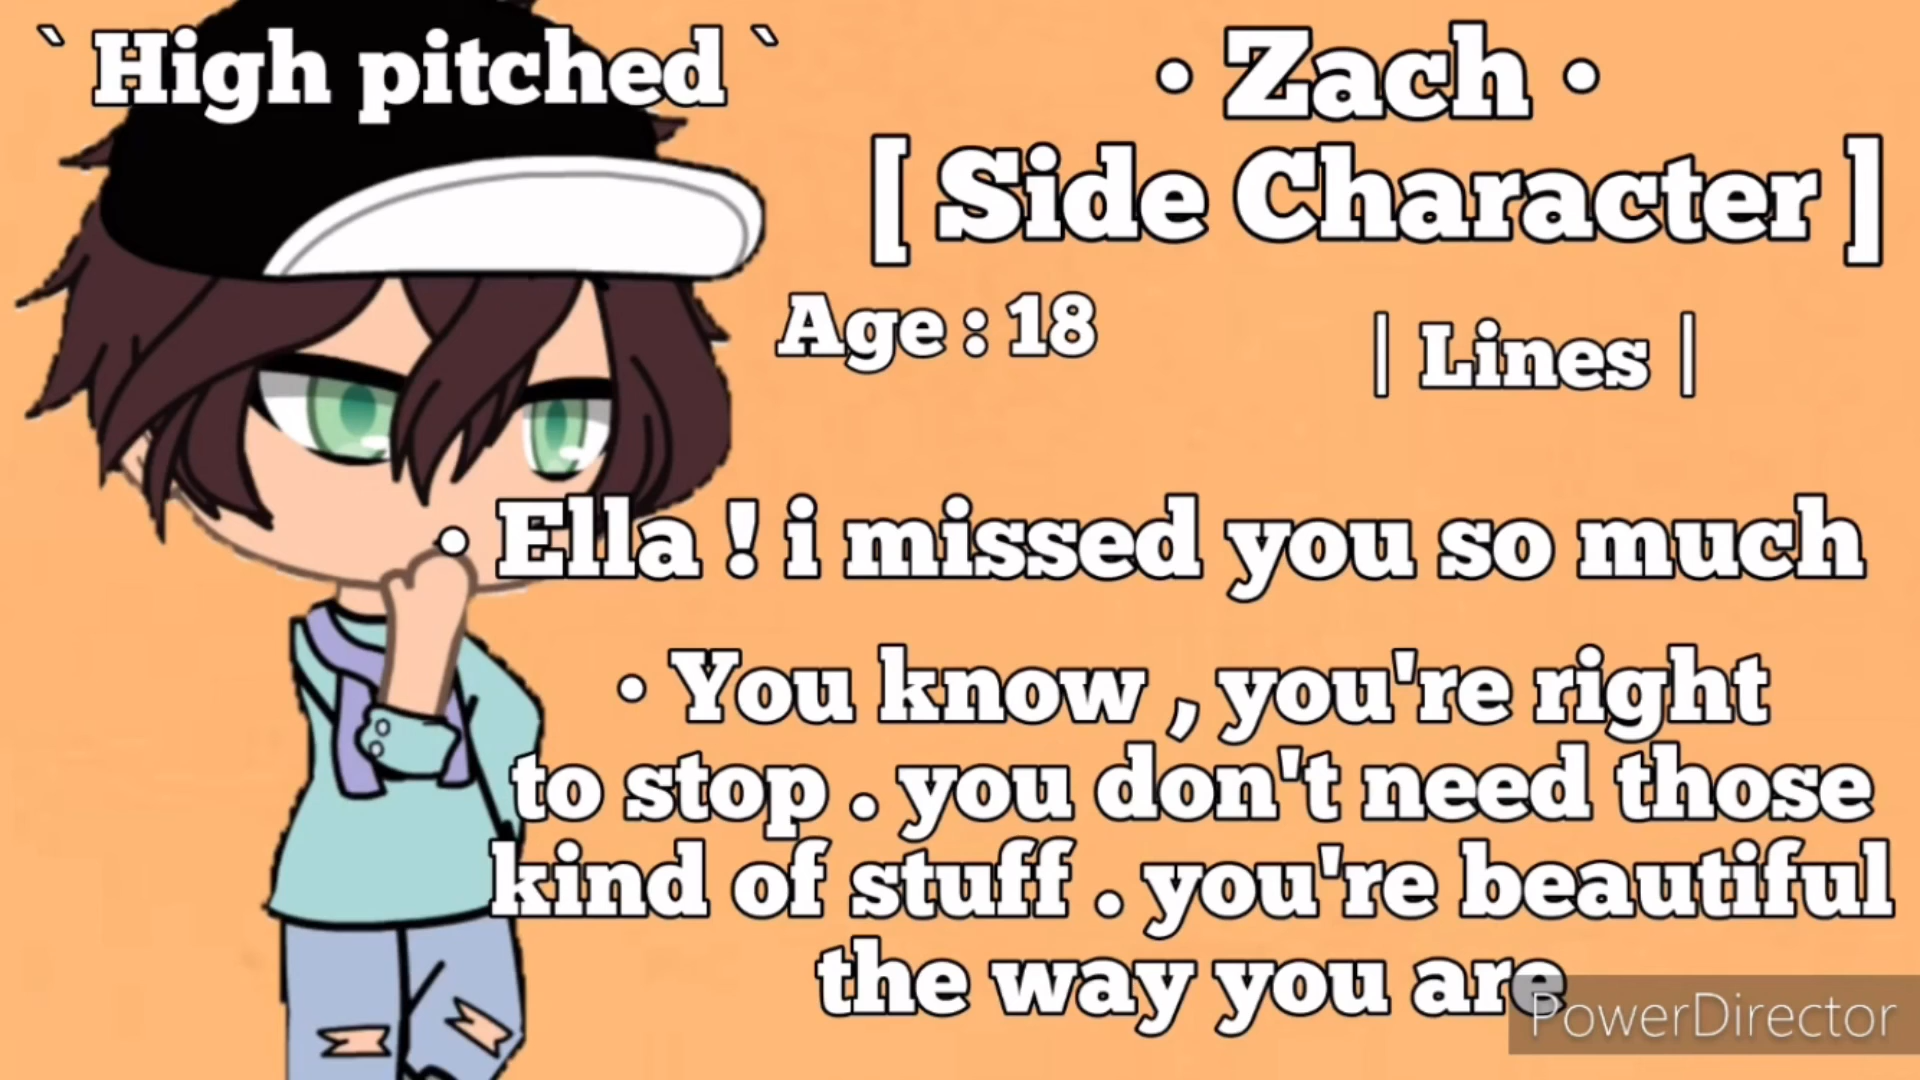 ` High pitched `
• Zach •
[ Side Character ]
Age : 18
| Lines |
• Ella ! i missed you so much
• You know , you're right
to stop . you don't need those
kind of stuff . you're beautiful
the way you are
PowerDirector